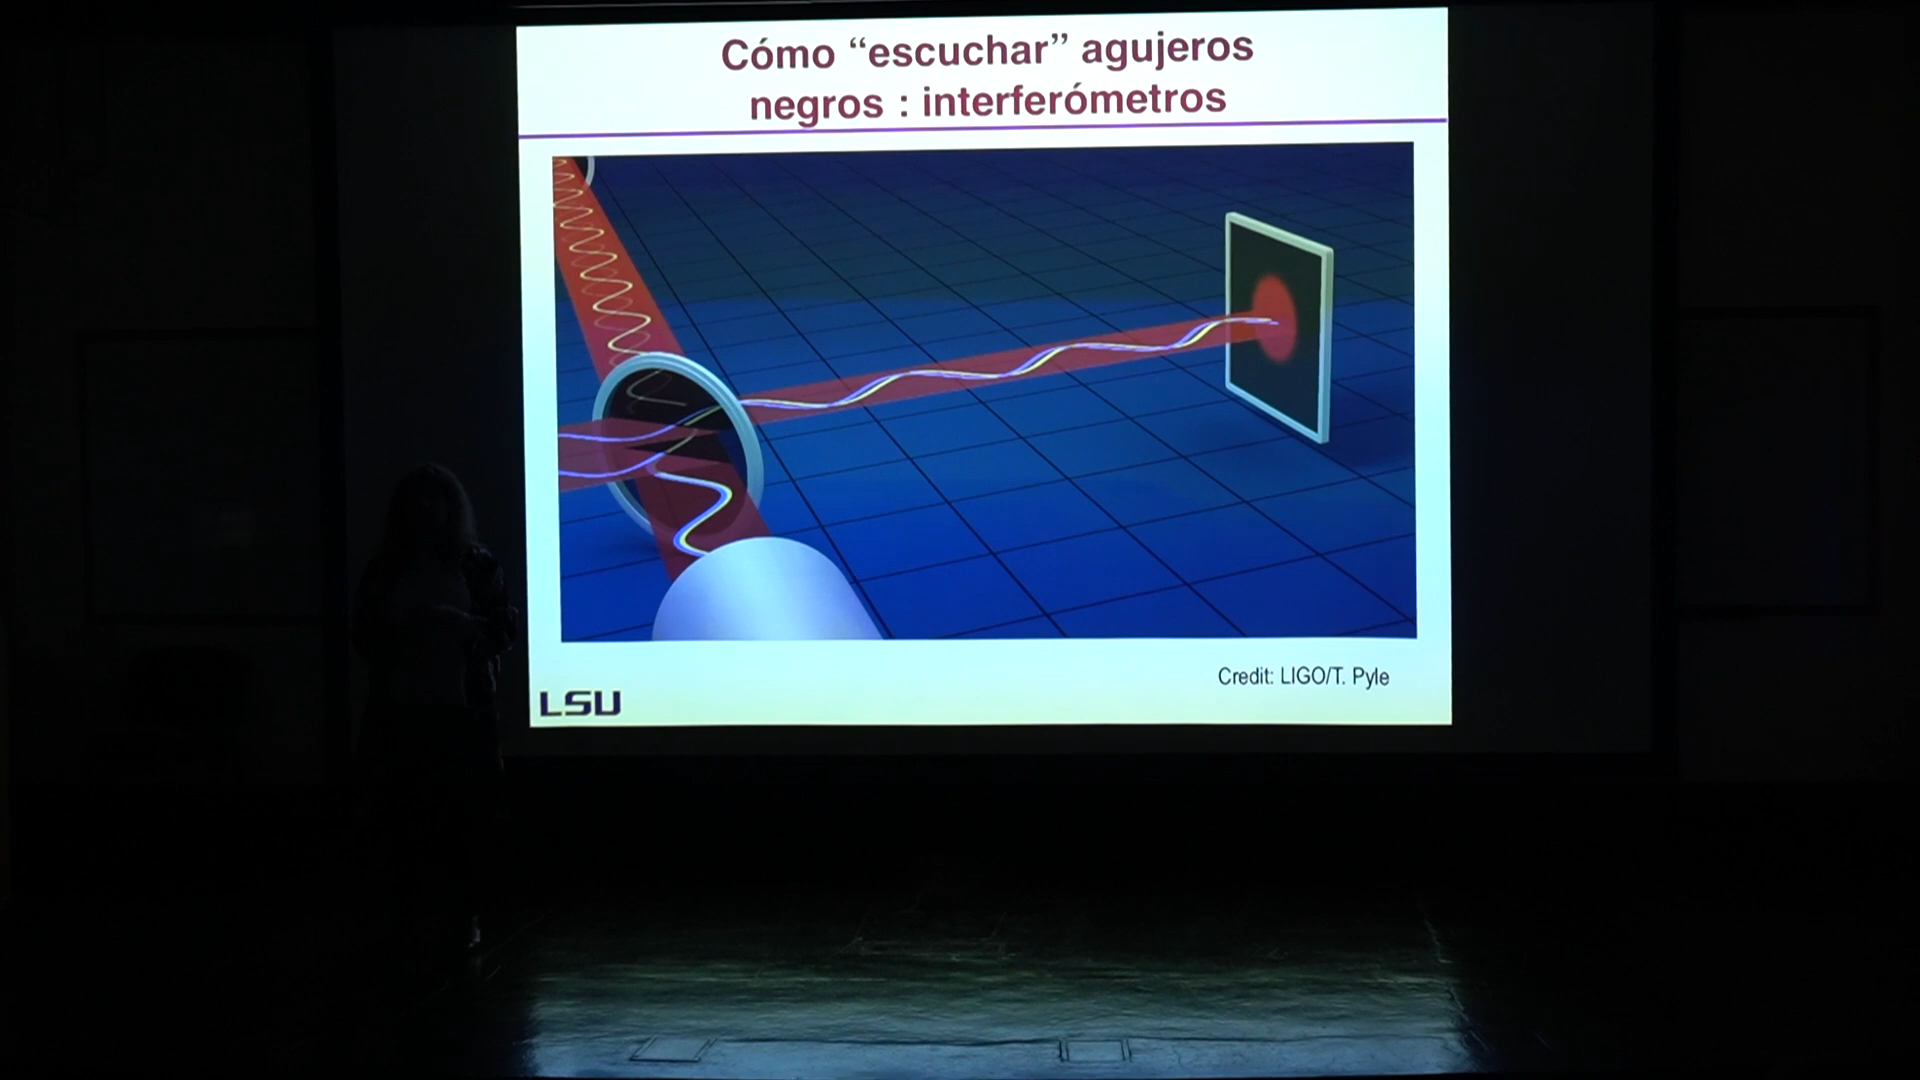 Cómo “escuchar” agujeros
negros : interferómetros
Credit: LIGO/T. Pyle
LSU